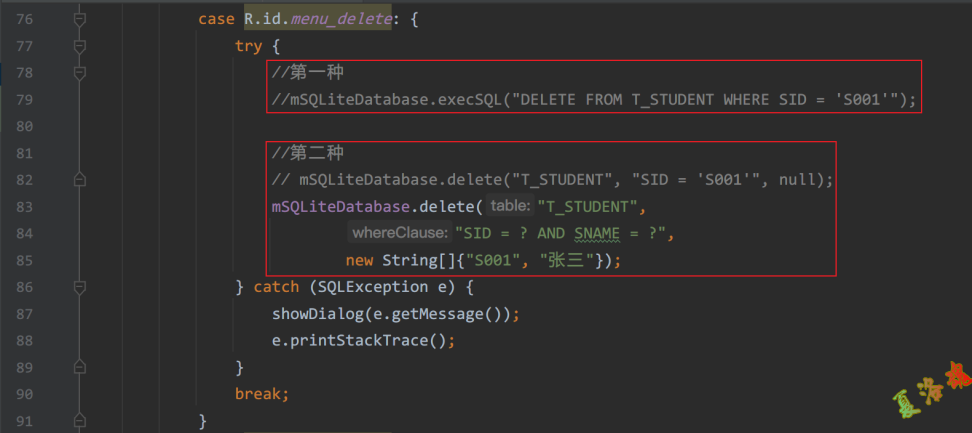 76 case R.id.menu_delete: {
77 try {
78 //第一种
79 //mSQLiteDatabase.execSQL("DELETE FROM T_STUDENT WHERE SID = 'S001'");
80
81 //第二种
82 // mSQLiteDatabase.delete("T_STUDENT", "SID = 'S001'", null);
83 mSQLiteDatabase.delete( table: "T_STUDENT",
84 whereClause: "SID = ? AND SNAME = ?",
85 new String[]{"S001", "张三"});
86 } catch (SQLException e) {
87 showDialog(e.getMessage());
88 e.printStackTrace();
89 }
90 break;
91 }